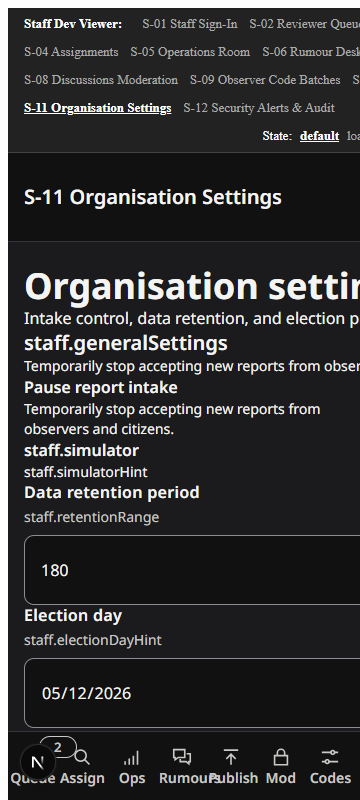 Staff Dev Viewer: S-01 Staff Sign-In S-02 Reviewer Queue
S-04 Assignments S-05 Operations Room S-06 Rumour Desk
S-08 Discussions Moderation S-09 Observer Code Batches S
S-11 Organisation Settings S-12 Security Alerts & Audit
State: default loa
S-11 Organisation Settings
Organisation settin
Intake control, data retention, and election p
staff.generalSettings
Temporarily stop accepting new reports from obser
Pause report intake
Temporarily stop accepting new reports from
observers and citizens.
staff.simulator
staff.simulatorHint
Data retention period
staff.retentionRange
180
Election day
staff.electionDayHint
05/12/2026
N 2
Queue Assign Ops Rumours Publish Mod Codes